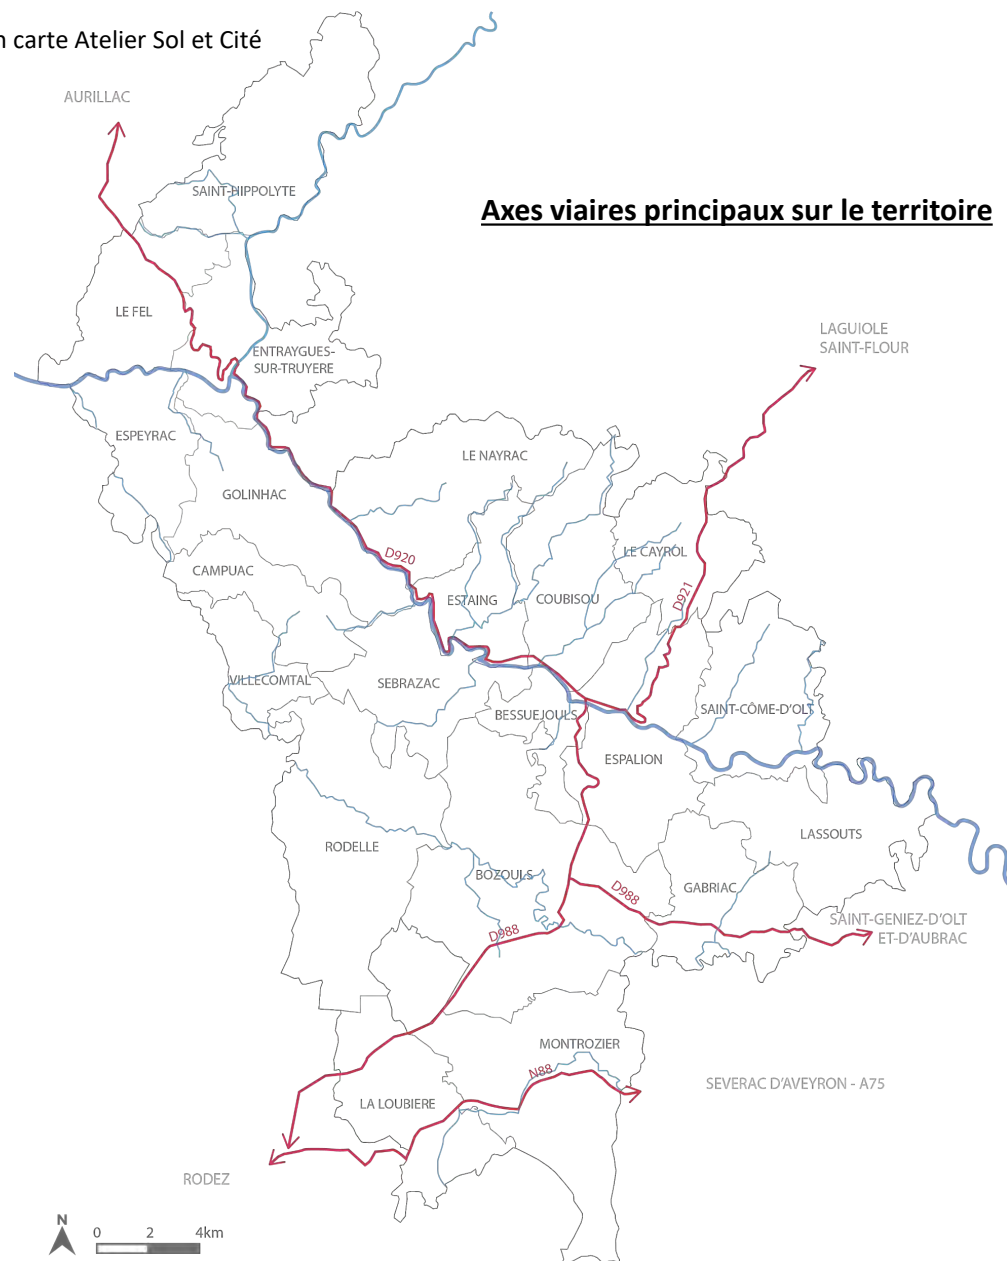 n carte Atelier Sol et Cité
AURILLAC
SAINT-HIPPOLYTE
Axes viaires principaux sur le territoire
LE FEL
LAGUIOLE
SAINT-FLOUR
ENTRAYGUES-
SUR-TRUYERE
ESPEYRAC
LE NAYRAC
GOLINHAC
D920
LE CAYROL
CAMPUAC
D921
ESTAING
COUBISOU
VILLECOMTAL
SEBRAZAC
BESSUEJOULS
SAINT-CÔME-D'OLT
ESPALION
LASSOUTS
RODELLE
BOZOULS
GABRIAC
D988
SAINT-GENIEZ-D'OLT
ET-D'AUBRAC
D988
MONTROZIER
N88
SEVERAC D'AVEYRON - A75
LA LOUBIERE
RODEZ
N
0 2 4km